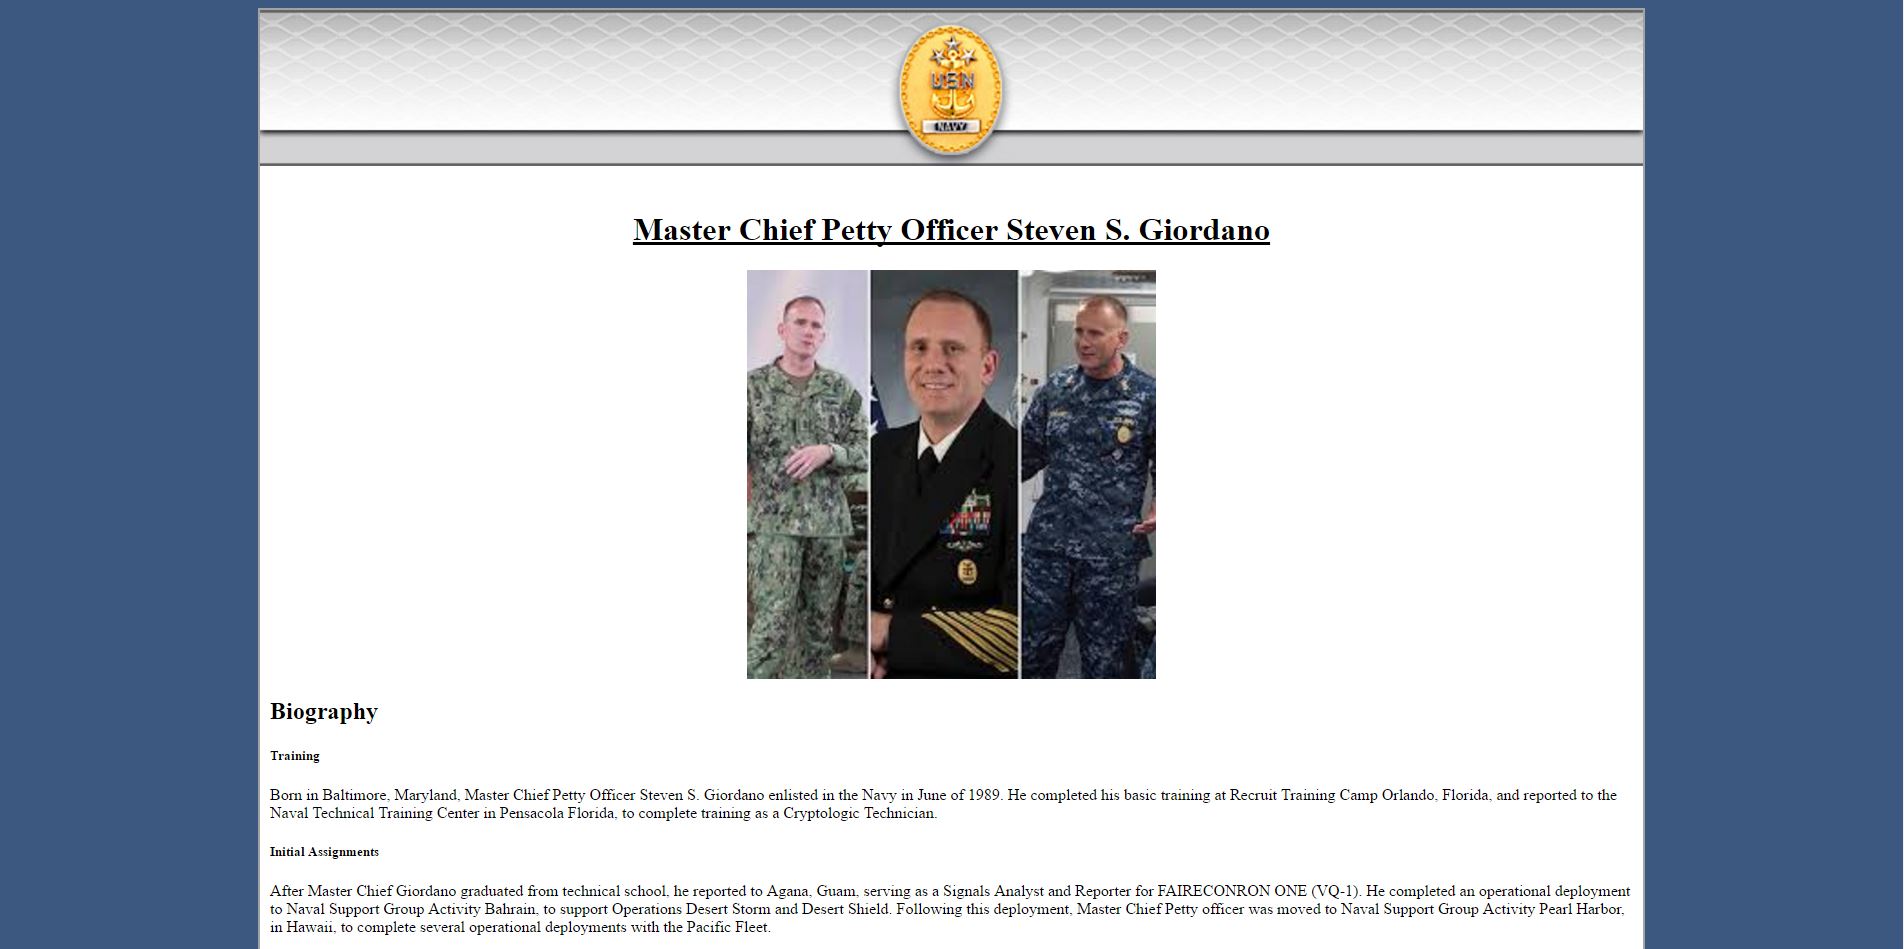 USN
NAVY
Master Chief Petty Officer Steven S. Giordano
Biography
Training
Born in Baltimore, Maryland, Master Chief Petty Officer Steven S. Giordano enlisted in the Navy in June of 1989. He completed his basic training at Recruit Training Camp Orlando, Florida, and reported to the
Naval Technical Training Center in Pensacola Florida, to complete training as a Cryptologic Technician.
Initial Assignments
After Master Chief Giordano graduated from technical school, he reported to Agana, Guam, serving as a Signals Analyst and Reporter for FAIRECONRON ONE (VQ-1). He completed an operational deployment
to Naval Support Group Activity Bahrain, to support Operations Desert Storm and Desert Shield. Following this deployment, Master Chief Petty officer was moved to Naval Support Group Activity Pearl Harbor,
in Hawaii, to complete several operational deployments with the Pacific Fleet.